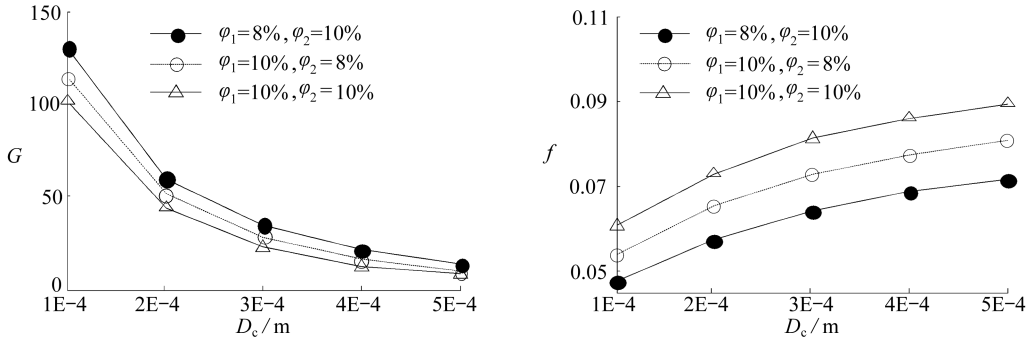 150
100
50
0
G
φ₁=8%, φ₂=10%
φ₁=10%, φ₂=8%
φ₁=10%, φ₂=10%
1E-4 2E-4 3E-4 4E-4 5E-4
D_c / m
0.11
0.09
0.07
0.05
f
φ₁=8%, φ₂=10%
φ₁=10%, φ₂=8%
φ₁=10%, φ₂=10%
1E-4 2E-4 3E-4 4E-4 5E-4
D_c / m